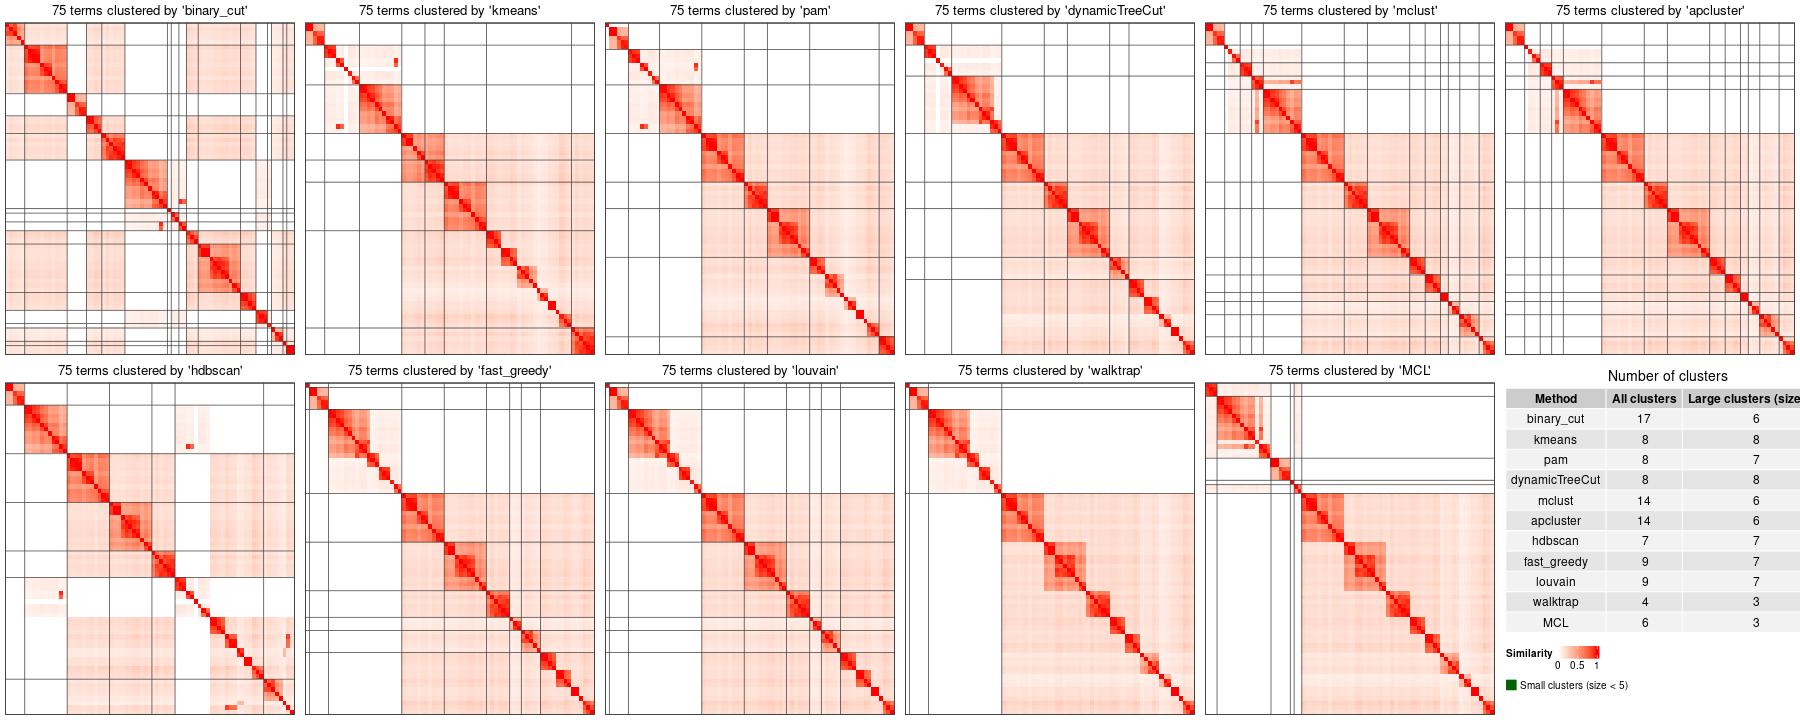 75 terms clustered by 'binary_cut'
75 terms clustered by 'kmeans'
75 terms clustered by 'pam'
75 terms clustered by 'dynamicTreeCut'
75 terms clustered by 'mclust'
75 terms clustered by 'apcluster'
75 terms clustered by 'hdbscan'
75 terms clustered by 'fast_greedy'
75 terms clustered by 'louvain'
75 terms clustered by 'walktrap'
75 terms clustered by 'MCL'
Number of clusters
Method All clusters Large clusters (size
binary_cut 17 6
kmeans 8 8
pam 8 7
dynamicTreeCut 8 8
mclust 14 6
apcluster 14 6
hdbscan 7 7
fast_greedy 9 7
louvain 9 7
walktrap 4 3
MCL 6 3
Similarity
0 0.5 1
Small clusters (size < 5)